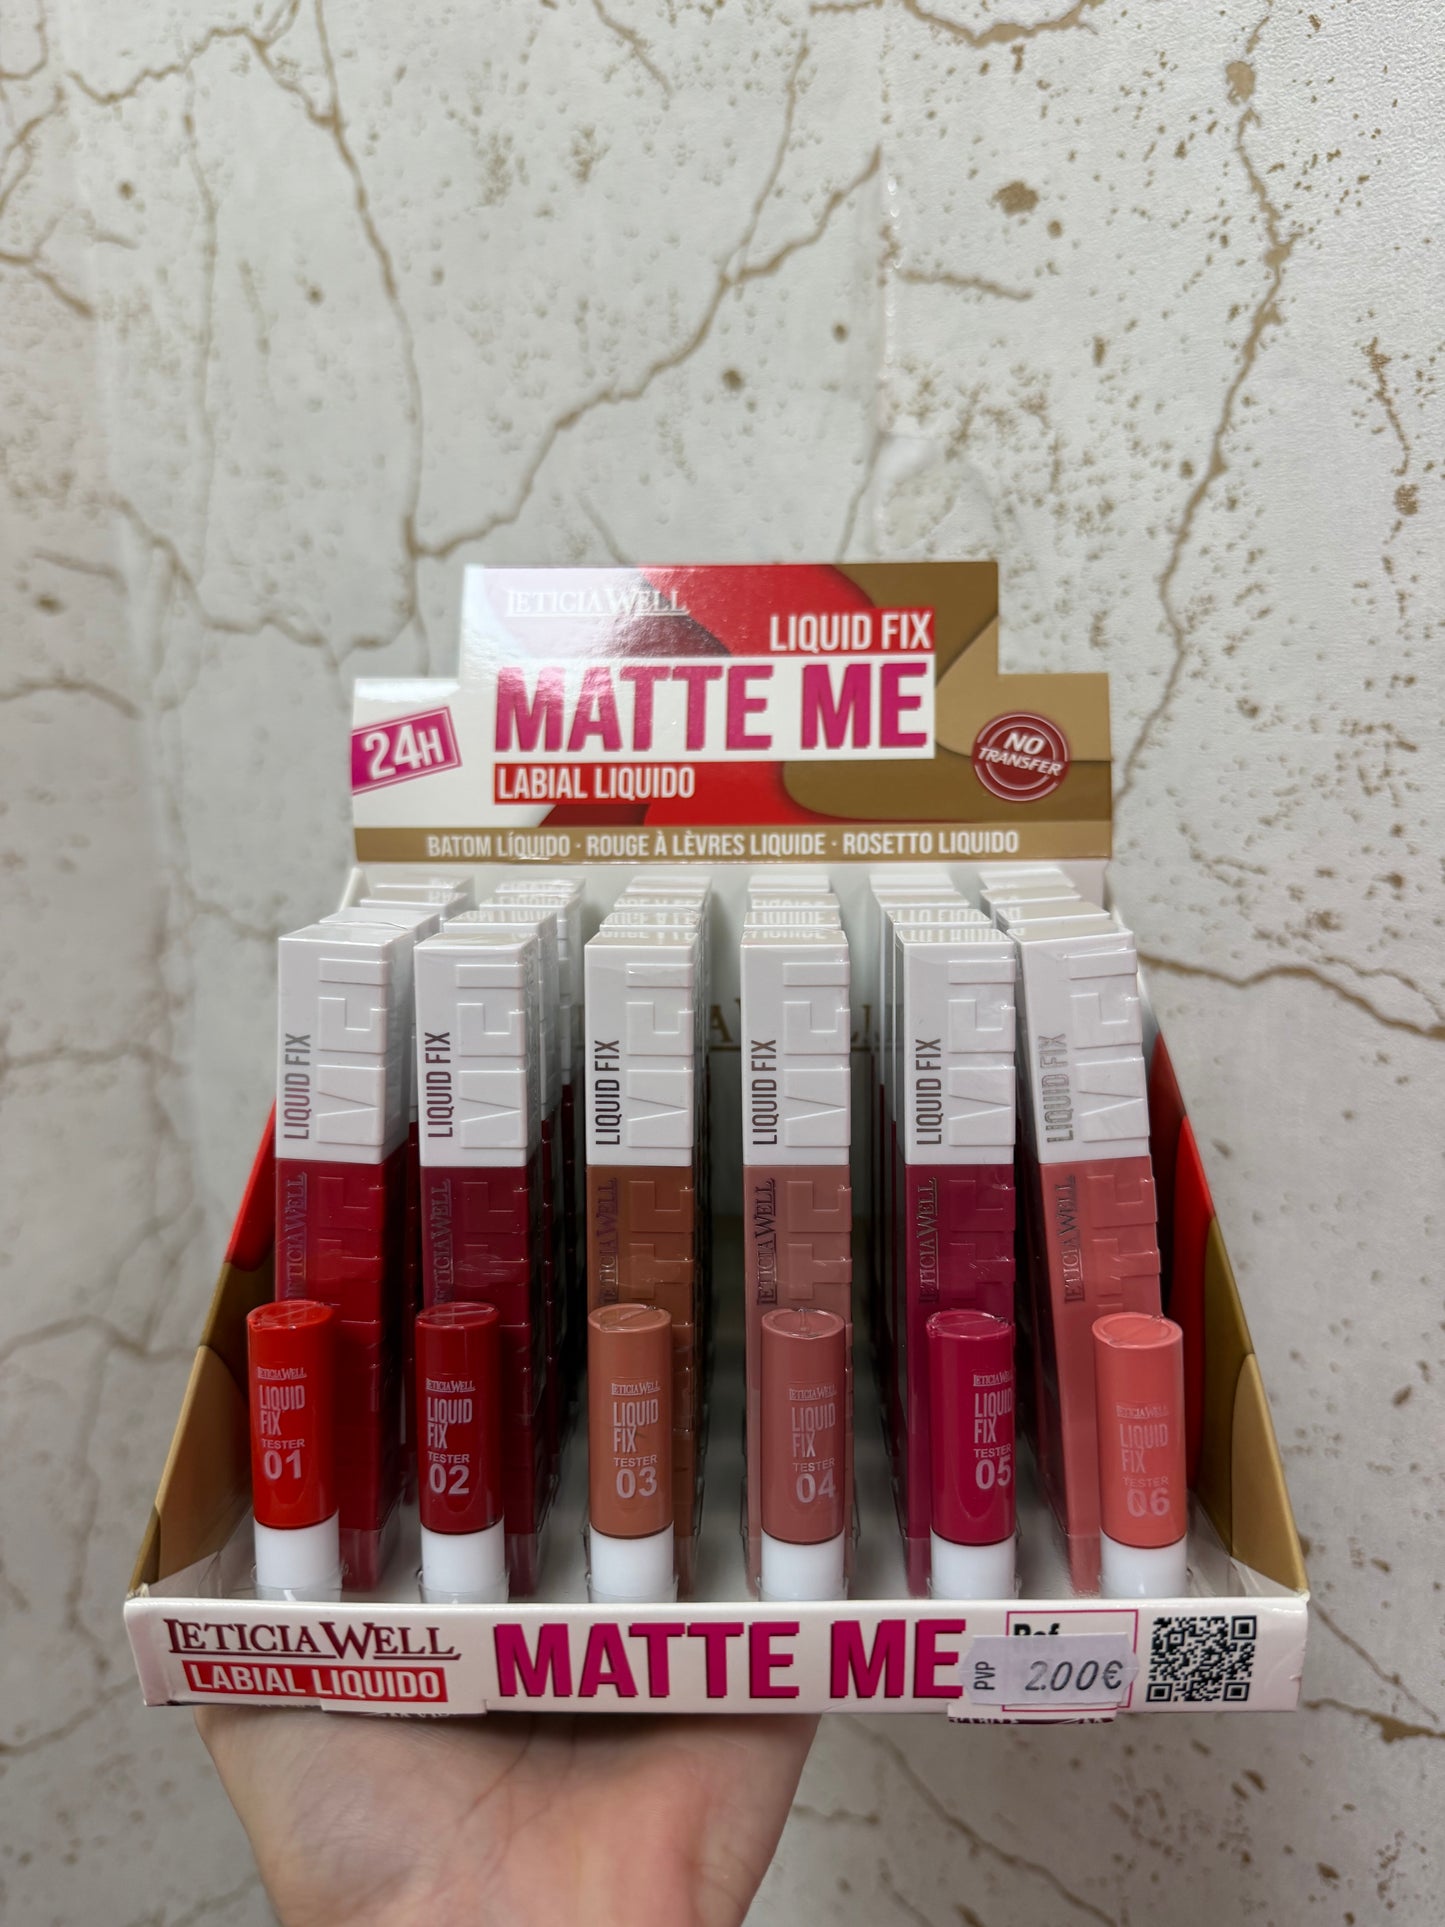 LETICIA WELL
LIQUID FIX
MATTE ME
24H
LABIAL LIQUIDO
NO
TRANSFER
BATOM LÍQUIDO · ROUGE À LÈVRES LIQUIDE · ROSETTO LIQUIDO
LIQUID FIX
LIQUID FIX
LIQUID FIX
LIQUID FIX
LIQUID FIX
LIQUID FIX
LETICIA WELL
LETICIA WELL
LETICIA WELL
LETICIA WELL
LETICIA WELL
LETICIA WELL
LETICIA WELL
LIQUID
FIX
TESTER
01
LETICIA WELL
LIQUID
FIX
TESTER
02
LETICIA WELL
LIQUID
FIX
TESTER
03
LETICIA WELL
LIQUID
FIX
TESTER
04
LETICIA WELL
LIQUID
FIX
TESTER
05
LETICIA WELL
LIQUID
FIX
TESTER
06
LETICIA WELL
LABIAL LIQUIDO
MATTE ME
Ref.
PVP 2.00€